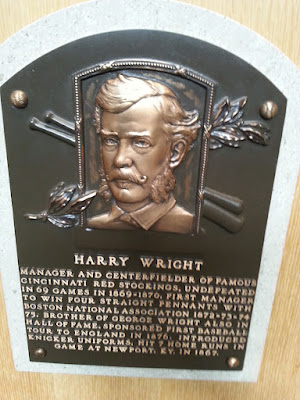 HARRY WRIGHT
MANAGER AND CENTERFIELDER OF FAMOUS
CINCINNATI RED STOCKINGS, UNDEFEATED
IN 69 GAMES IN 1869-1870, FIRST MANAGER
TO WIN FOUR STRAIGHT PENNANTS WITH
BOSTON NATIONAL ASSOCIATION 1872-73-74-
75. BROTHER OF GEORGE WRIGHT ALSO IN
HALL OF FAME. SPONSORED FIRST BASEBALL
TOUR TO ENGLAND IN 1876. INTRODUCED
KNICKER UNIFORMS. HIT 7 HOME RUNS IN
GAME AT NEWPORT, KY. IN 1867.